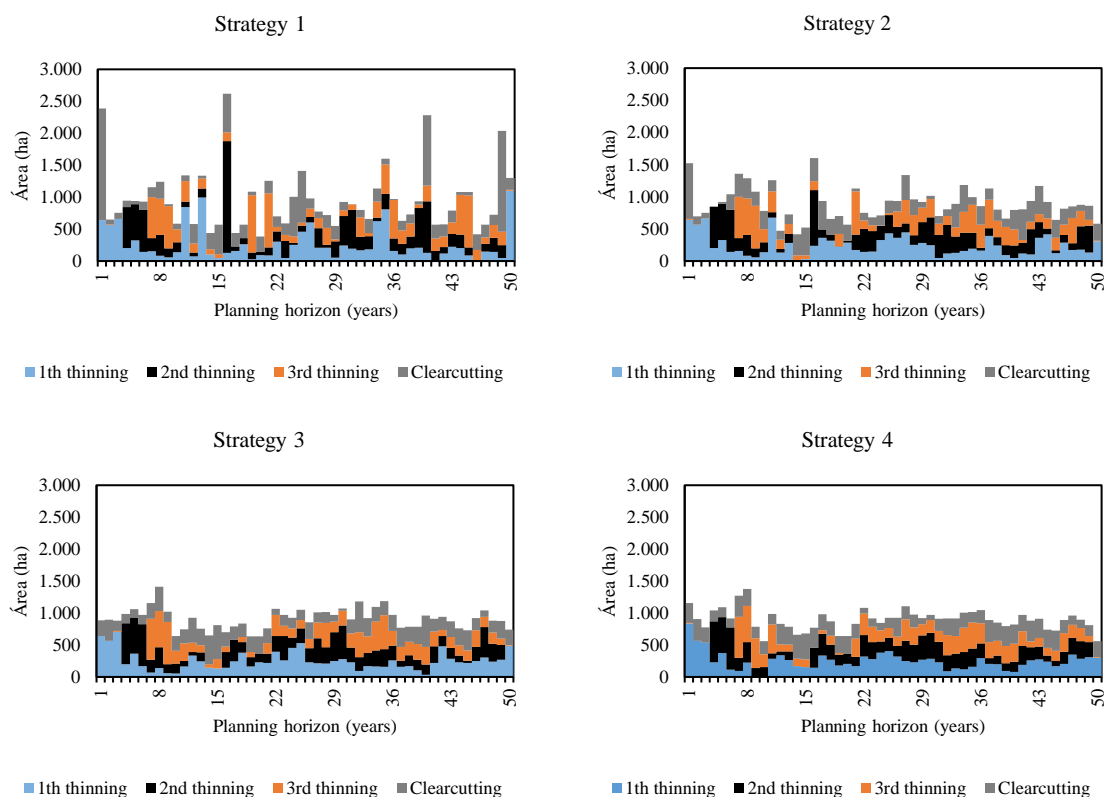 Strategy 1
3.000
2.500
2.000
1.500
1.000
500
0
Área (ha)
1 8 15 22 29 36 43 50
Planning horizon (years)
1th thinning 2nd thinning 3rd thinning Clearcutting
Strategy 2
3.000
2.500
2.000
1.500
1.000
500
0
Área (ha)
1 8 15 22 29 36 43 50
Planning horizon (years)
1th thinning 2nd thinning 3rd thinning Clearcutting
Strategy 3
3.000
2.500
2.000
1.500
1.000
500
0
Área (ha)
1 8 15 22 29 36 43 50
Planning horizon (years)
1th thinning 2nd thinning 3rd thinning Clearcutting
Strategy 4
3.000
2.500
2.000
1.500
1.000
500
0
Área (ha)
1 8 15 22 29 36 43 50
Planning horizon (years)
1th thinning 2nd thinning 3rd thinning Clearcutting